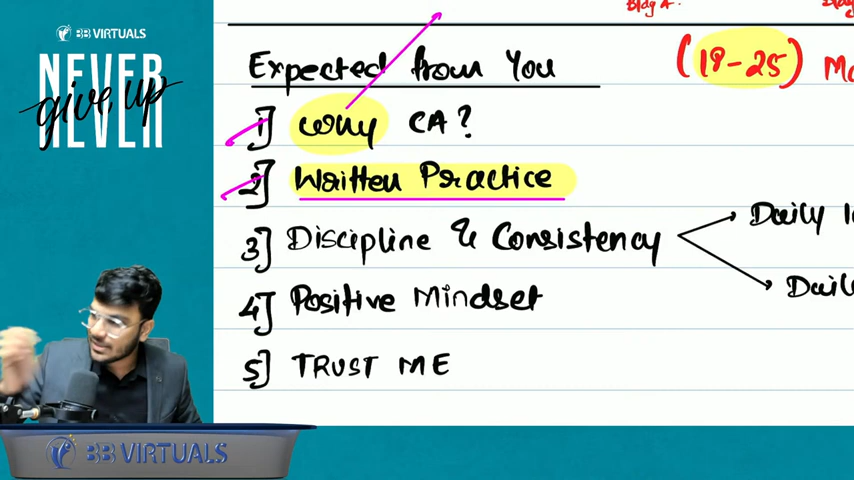 BB VIRTUALS
NEVER
give up
NEVER
Bldg A.
Expected from You
(18-25)
1] Why CA?
2] Written Practice
3] Discipline & Consistency
Daily
4] Positive Mindset
5] TRUST ME
BB VIRTUALS